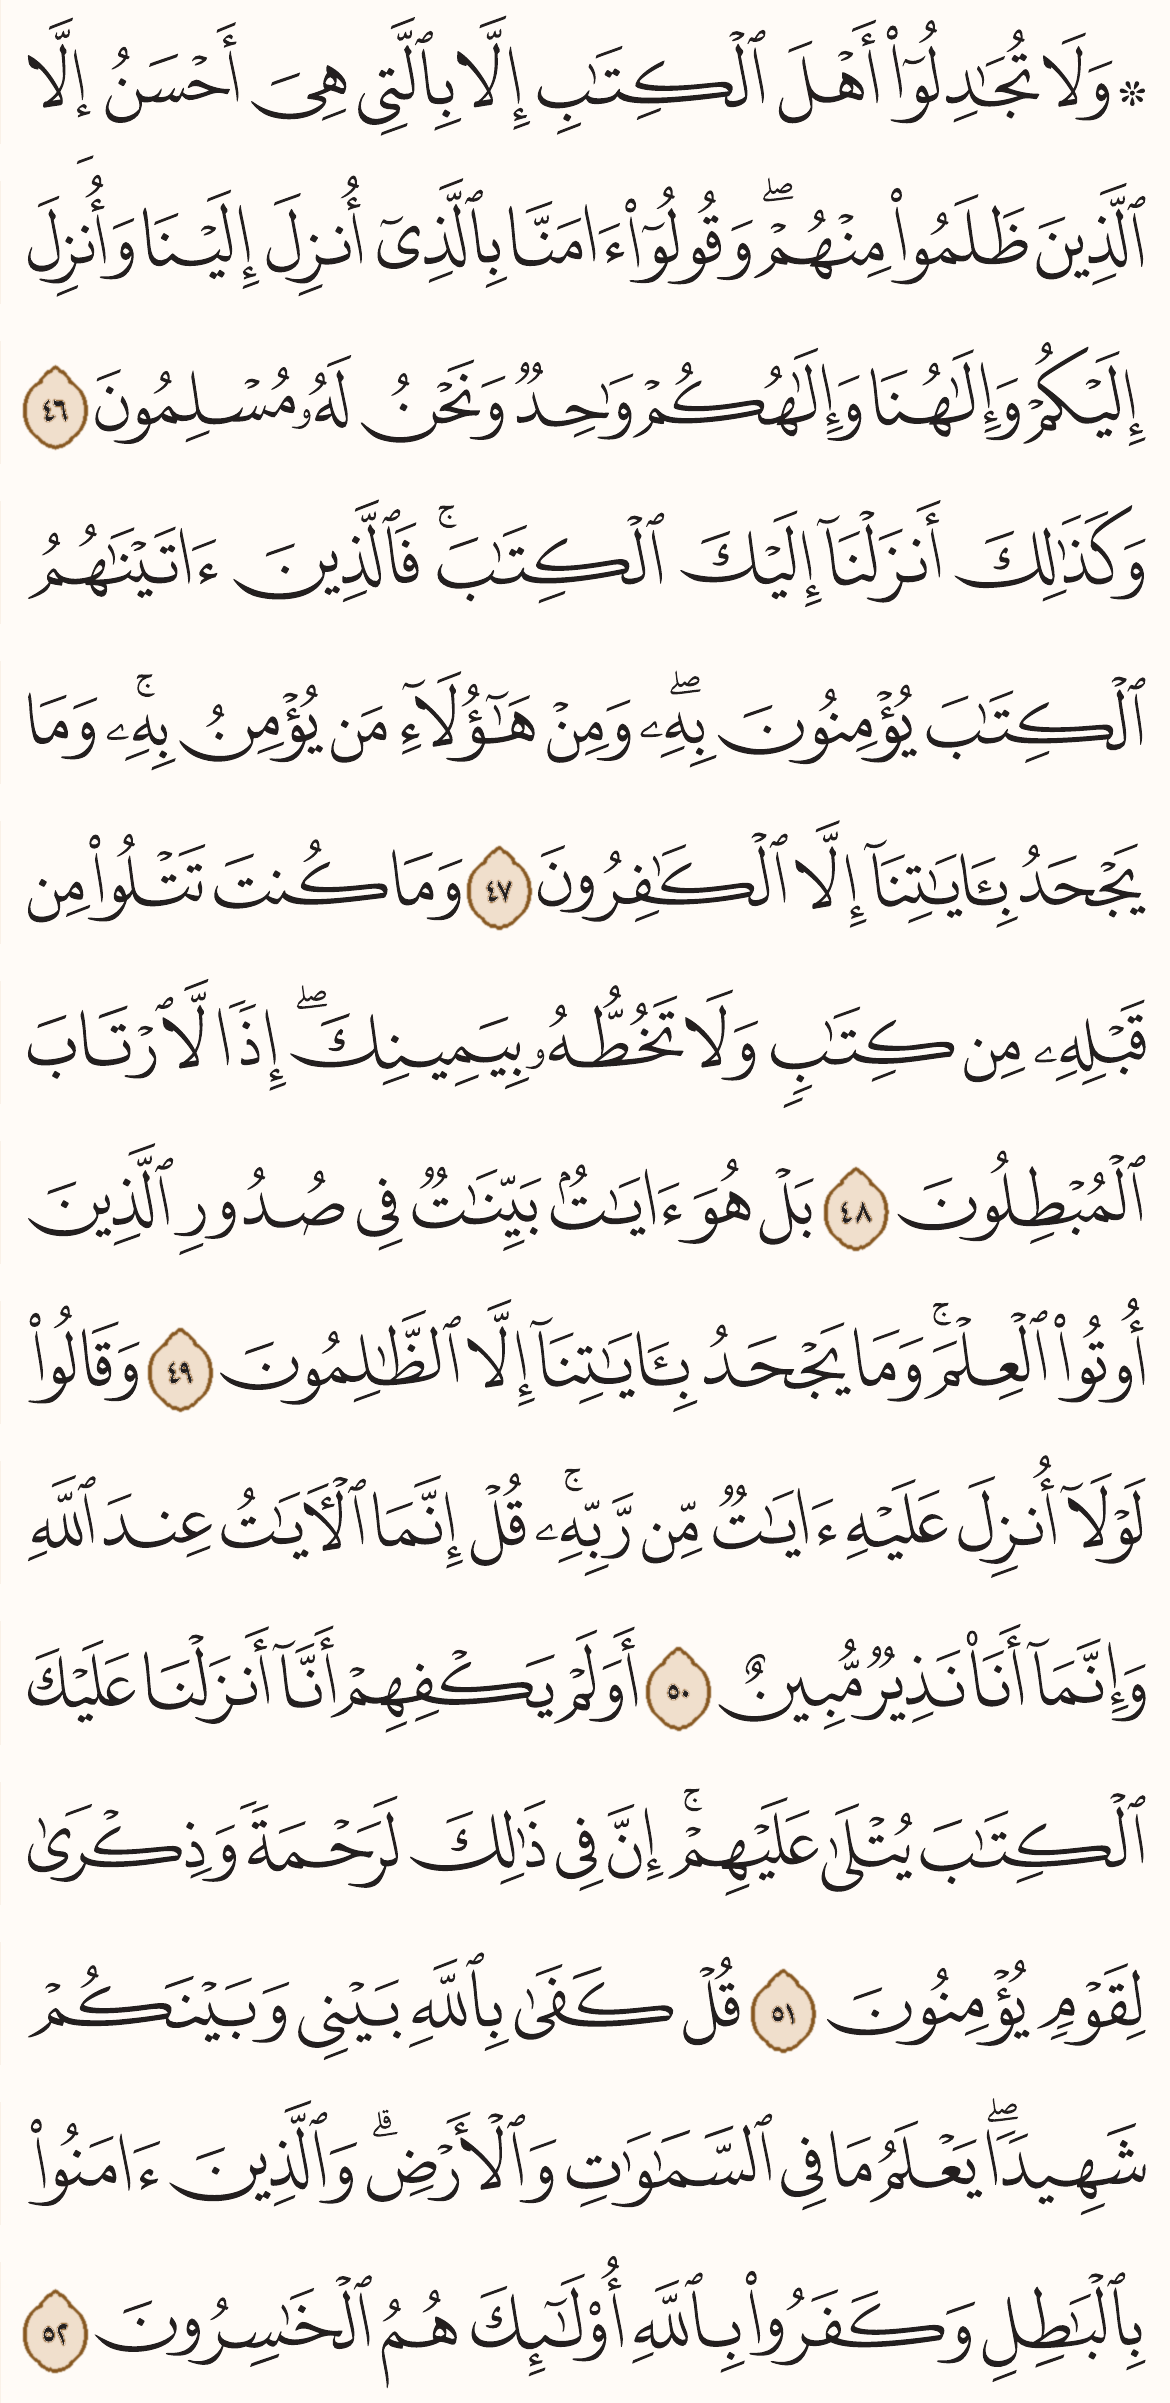 ۞ وَلَا تُجَٰدِلُوٓا۟ أَهْلَ ٱلْكِتَٰبِ إِلَّا بِٱلَّتِى هِىَ أَحْسَنُ إِلَّا
ٱلَّذِينَ ظَلَمُوا۟ مِنْهُمْ ۖ وَقُولُوٓا۟ ءَامَنَّا بِٱلَّذِىٓ أُنزِلَ إِلَيْنَا وَأُنزِلَ
إِلَيْكُمْ وَإِلَٰهُنَا وَإِلَٰهُكُمْ وَٰحِدٌ وَنَحْنُ لَهُۥ مُسْلِمُونَ ٤٦
وَكَذَٰلِكَ أَنزَلْنَآ إِلَيْكَ ٱلْكِتَٰبَ ۚ فَٱلَّذِينَ ءَاتَيْنَٰهُمُ
ٱلْكِتَٰبَ يُؤْمِنُونَ بِهِۦ ۖ وَمِنْ هَٰٓؤُلَآءِ مَن يُؤْمِنُ بِهِۦ ۚ وَمَا
يَجْحَدُ بِـَٔايَٰتِنَآ إِلَّا ٱلْكَٰفِرُونَ ٤٧ وَمَا كُنتَ تَتْلُوا۟ مِن
قَبْلِهِۦ مِن كِتَٰبٍ وَلَا تَخُطُّهُۥ بِيَمِينِكَ ۖ إِذًا لَّٱرْتَابَ
ٱلْمُبْطِلُونَ ٤٨ بَلْ هُوَ ءَايَٰتٌۢ بَيِّنَٰتٌ فِى صُدُورِ ٱلَّذِينَ
أُوتُوا۟ ٱلْعِلْمَ ۚ وَمَا يَجْحَدُ بِـَٔايَٰتِنَآ إِلَّا ٱلظَّٰلِمُونَ ٤٩ وَقَالُوا۟
لَوْلَآ أُنزِلَ عَلَيْهِ ءَايَٰتٌ مِّن رَّبِّهِۦ ۚ قُلْ إِنَّمَا ٱلْـَٔايَٰتُ عِندَ ٱللَّهِ
وَإِنَّمَآ أَنَا۠ نَذِيرٌ مُّبِينٌ ٥٠ أَوَلَمْ يَكْفِهِمْ أَنَّآ أَنزَلْنَا عَلَيْكَ
ٱلْكِتَٰبَ يُتْلَىٰ عَلَيْهِمْ ۚ إِنَّ فِى ذَٰلِكَ لَرَحْمَةً وَذِكْرَىٰ
لِقَوْمٍ يُؤْمِنُونَ ٥١ قُلْ كَفَىٰ بِٱللَّهِ بَيْنِى وَبَيْنَكُمْ
شَهِيدًا ۖ يَعْلَمُ مَا فِى ٱلسَّمَٰوَٰتِ وَٱلْأَرْضِ ۗ وَٱلَّذِينَ ءَامَنُوا۟
بِٱلْبَٰطِلِ وَكَفَرُوا۟ بِٱللَّهِ أُو۟لَٰٓئِكَ هُمُ ٱلْخَٰسِرُونَ ٥٢